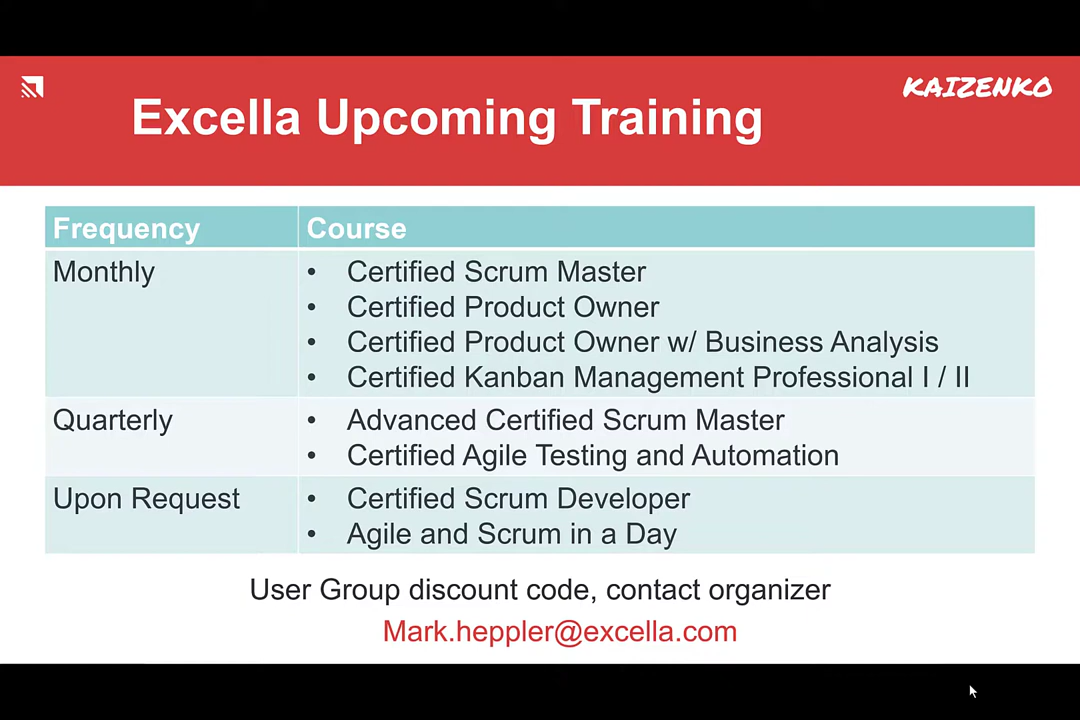 KAIZENKO
Excella Upcoming Training
Frequency Course
Monthly
• Certified Scrum Master
• Certified Product Owner
• Certified Product Owner w/ Business Analysis
• Certified Kanban Management Professional I / II
Quarterly
• Advanced Certified Scrum Master
• Certified Agile Testing and Automation
Upon Request
• Certified Scrum Developer
• Agile and Scrum in a Day
User Group discount code, contact organizer
Mark.heppler@excella.com